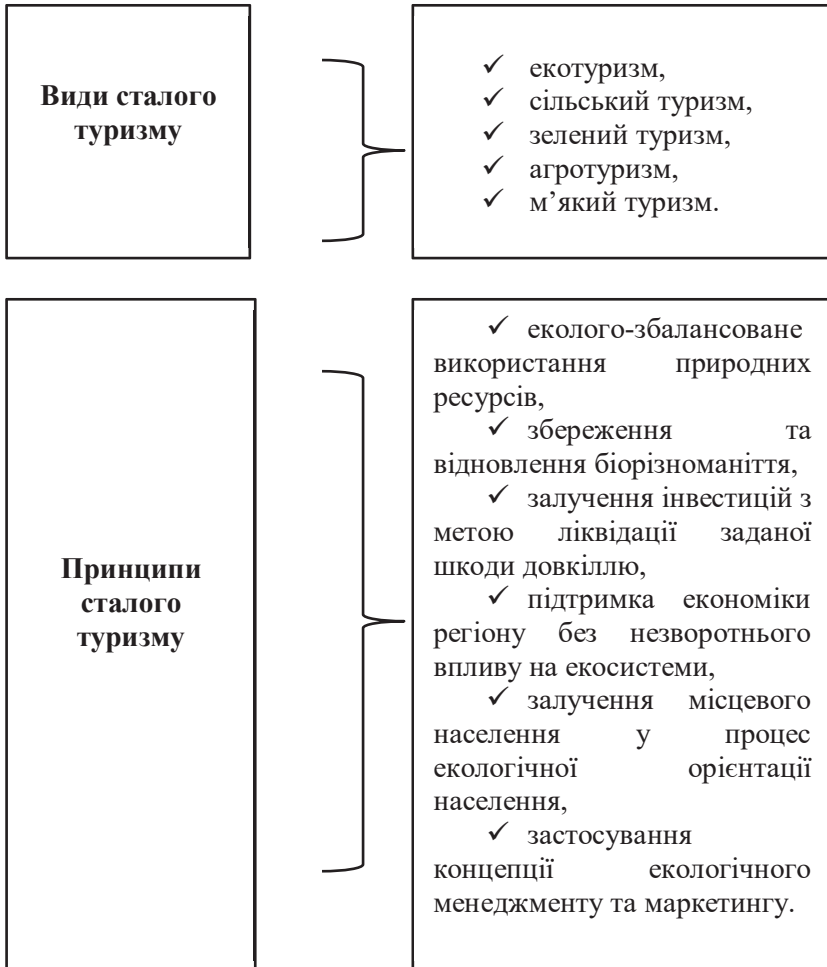 Види сталого
туризму
✓ екотуризм,
✓ сільський туризм,
✓ зелений туризм,
✓ агротуризм,
✓ м’який туризм.
Принципи
сталого
туризму
✓ еколого-збалансоване
використання природних
ресурсів,
✓ збереження та
відновлення біорізноманіття,
✓ залучення інвестицій з
метою ліквідації заданої
шкоди довкіллю,
✓ підтримка економіки
регіону без незворотнього
впливу на екосистеми,
✓ залучення місцевого
населення у процес
екологічної орієнтації
населення,
✓ застосування
концепції екологічного
менеджменту та маркетингу.